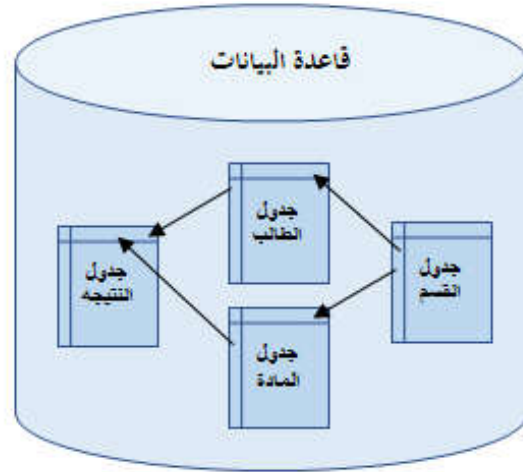 قاعدة البيانات
جدول
الطالب
جدول
القسم
جدول
النتيجه
جدول
المادة